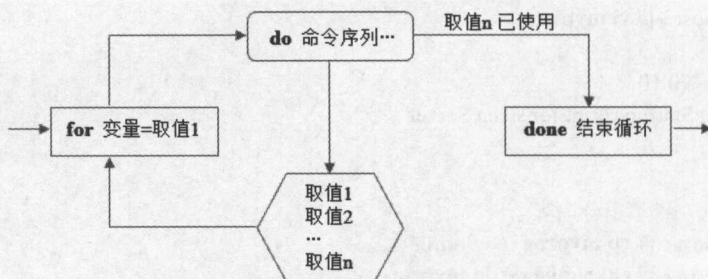 do 命令序列…
取值n 已使用
for 变量=取值1
done 结束循环
取值1
取值2
…
取值n